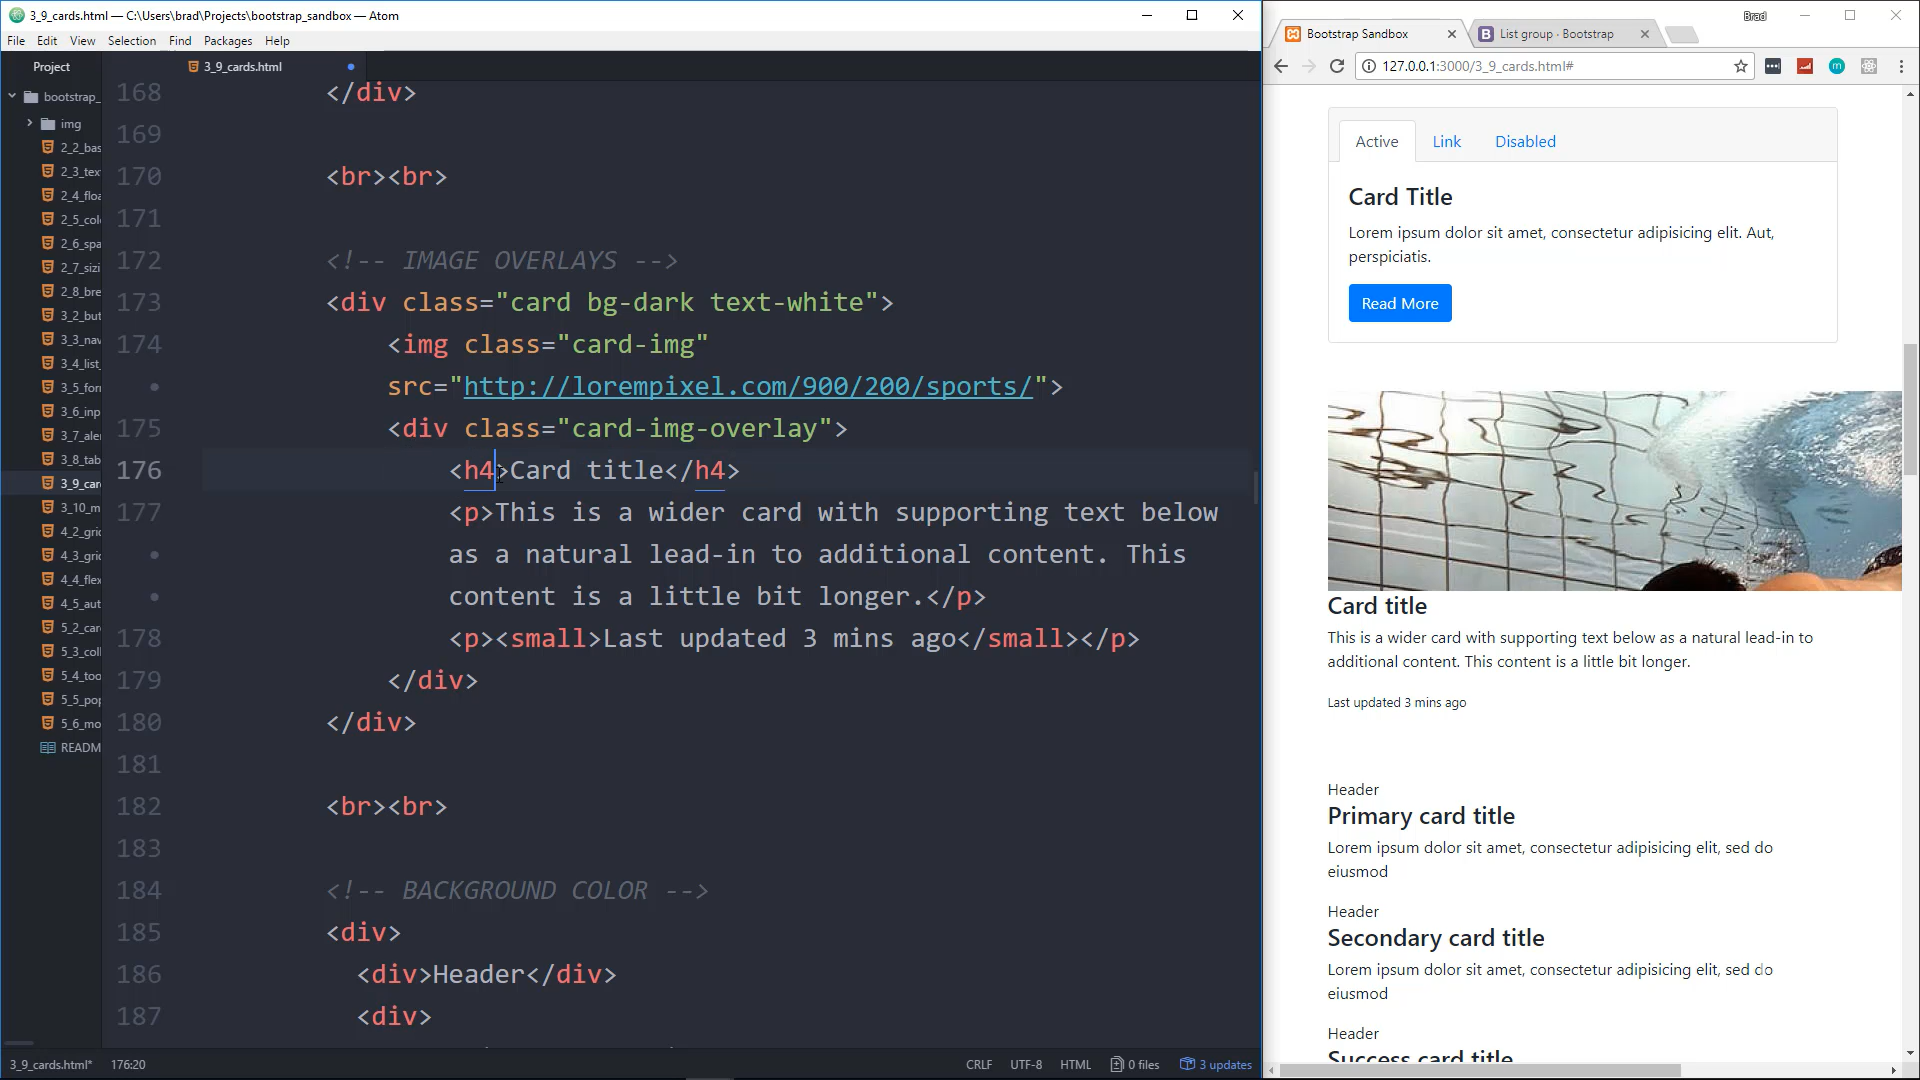 3_9_cards.html — C:\Users\brad\Projects\bootstrap_sandbox — Atom
File Edit View Selection Find Packages Help
Project
3_9_cards.html
bootstrap_
img
2_2_bas
2_3_tex
2_4_floa
2_5_col
2_6_spa
2_7_sizi
2_8_bre
3_2_but
3_3_nav
3_4_list_
3_5_for
3_6_inp
3_7_ale
3_8_tab
3_9_car
3_10_m
4_2_gri
4_3_gri
4_4_flex
4_5_aut
5_2_car
5_3_coll
5_4_too
5_5_pop
5_6_mo
READM
168 </div>
169
170 <br><br>
171
172 <!-- IMAGE OVERLAYS -->
173 <div class="card bg-dark text-white">
174 <img class="card-img"
src="http://lorempixel.com/900/200/sports/">
175 <div class="card-img-overlay">
176 <h4>Card title</h4>
177 <p>This is a wider card with supporting text below
as a natural lead-in to additional content. This
content is a little bit longer.</p>
178 <p><small>Last updated 3 mins ago</small></p>
179 </div>
180 </div>
181
182 <br><br>
183
184 <!-- BACKGROUND COLOR -->
185 <div>
186 <div>Header</div>
187 <div>
3_9_cards.html* 176:20 CRLF UTF-8 HTML 0 files 3 updates
Brad
Bootstrap Sandbox
List group · Bootstrap
127.0.0.1:3000/3_9_cards.html#
Active Link Disabled
Card Title
Lorem ipsum dolor sit amet, consectetur adipisicing elit. Aut,
perspiciatis.
Read More
Card title
This is a wider card with supporting text below as a natural lead-in to
additional content. This content is a little bit longer.
Last updated 3 mins ago
Header
Primary card title
Lorem ipsum dolor sit amet, consectetur adipisicing elit, sed do
eiusmod
Header
Secondary card title
Lorem ipsum dolor sit amet, consectetur adipisicing elit, sed do
eiusmod
Header
Success card title